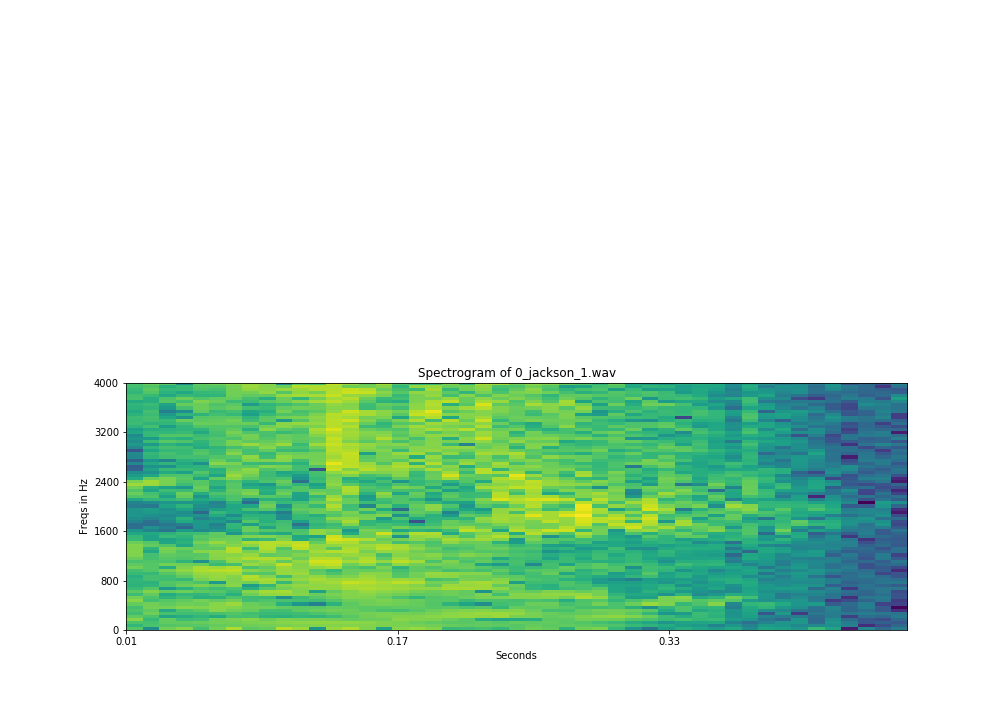 Spectrogram of 0_jackson_1.wav
4000
3200
2400
1600
800
0
Freqs in Hz
0.01 0.17 0.33
Seconds